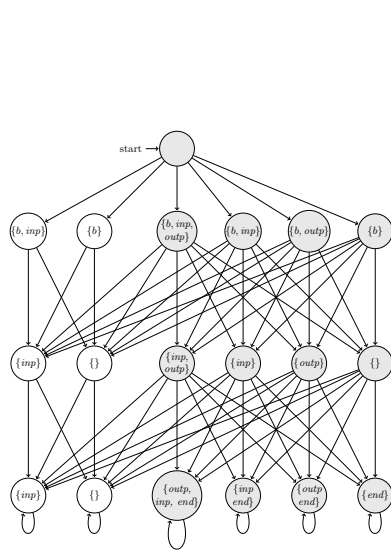 start
{b, inp}
{b}
{b, inp,
outp}
{b, inp}
{b, outp}
{b}
{inp}
{}
{inp,
outp}
{inp}
{outp}
{}
{inp}
{}
{outp,
inp, end}
{inp
end}
{outp
end}
{end}